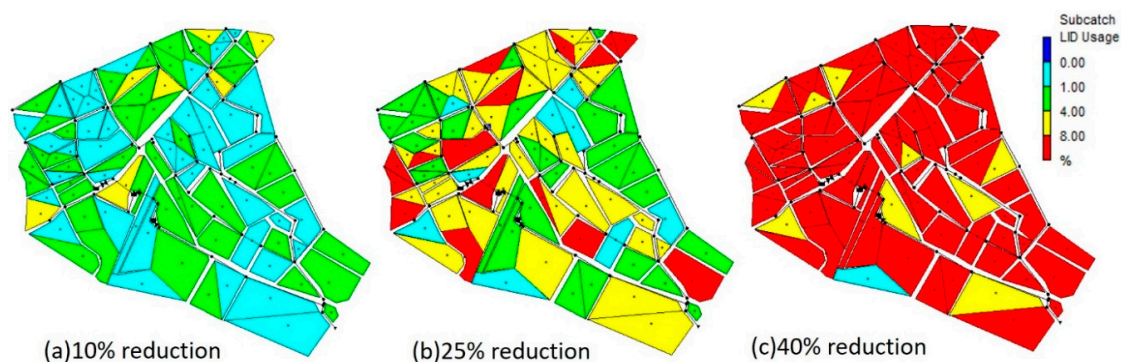 Subcatch
LID Usage
0.00
1.00
4.00
8.00
%
(a)10% reduction
(b)25% reduction
(c)40% reduction